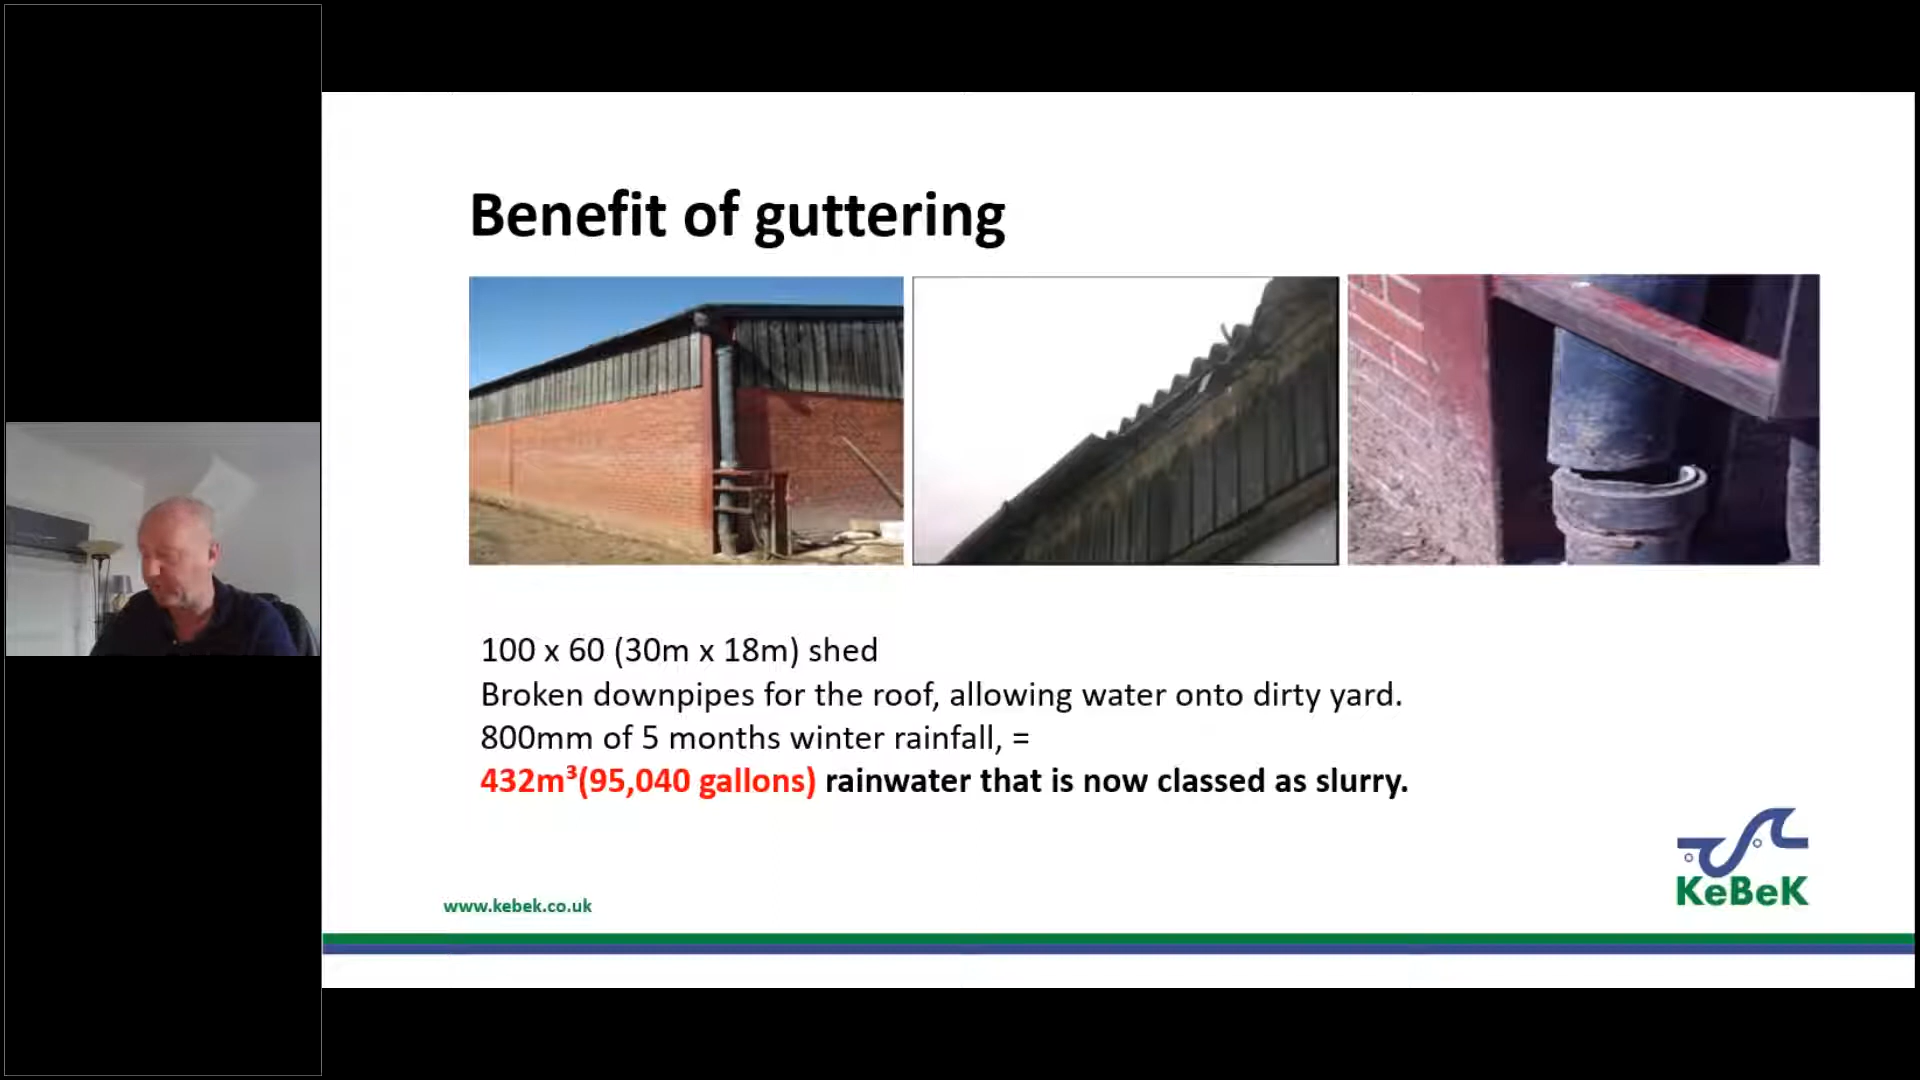 Benefit of guttering
100 x 60 (30m x 18m) shed
Broken downpipes for the roof, allowing water onto dirty yard.
800mm of 5 months winter rainfall, =
432m³(95,040 gallons) rainwater that is now classed as slurry.
KeBeK
www.kebek.co.uk